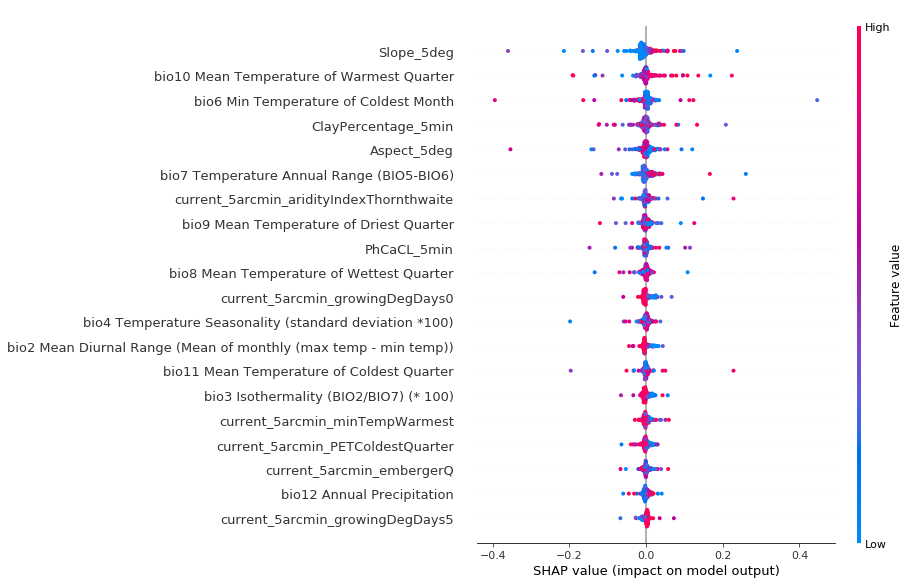 High
Slope_5deg
bio10 Mean Temperature of Warmest Quarter
bio6 Min Temperature of Coldest Month
ClayPercentage_5min
Aspect_5deg
bio7 Temperature Annual Range (BIO5-BIO6)
current_5arcmin_aridityIndexThornthwaite
bio9 Mean Temperature of Driest Quarter
PhCaCL_5min
bio8 Mean Temperature of Wettest Quarter
current_5arcmin_growingDegDays0
bio4 Temperature Seasonality (standard deviation *100)
bio2 Mean Diurnal Range (Mean of monthly (max temp - min temp))
bio11 Mean Temperature of Coldest Quarter
bio3 Isothermality (BIO2/BIO7) (* 100)
current_5arcmin_minTempWarmest
current_5arcmin_PETColdestQuarter
current_5arcmin_embergerQ
bio12 Annual Precipitation
current_5arcmin_growingDegDays5
Feature value
Low
−0.4 −0.2 0.0 0.2 0.4
SHAP value (impact on model output)